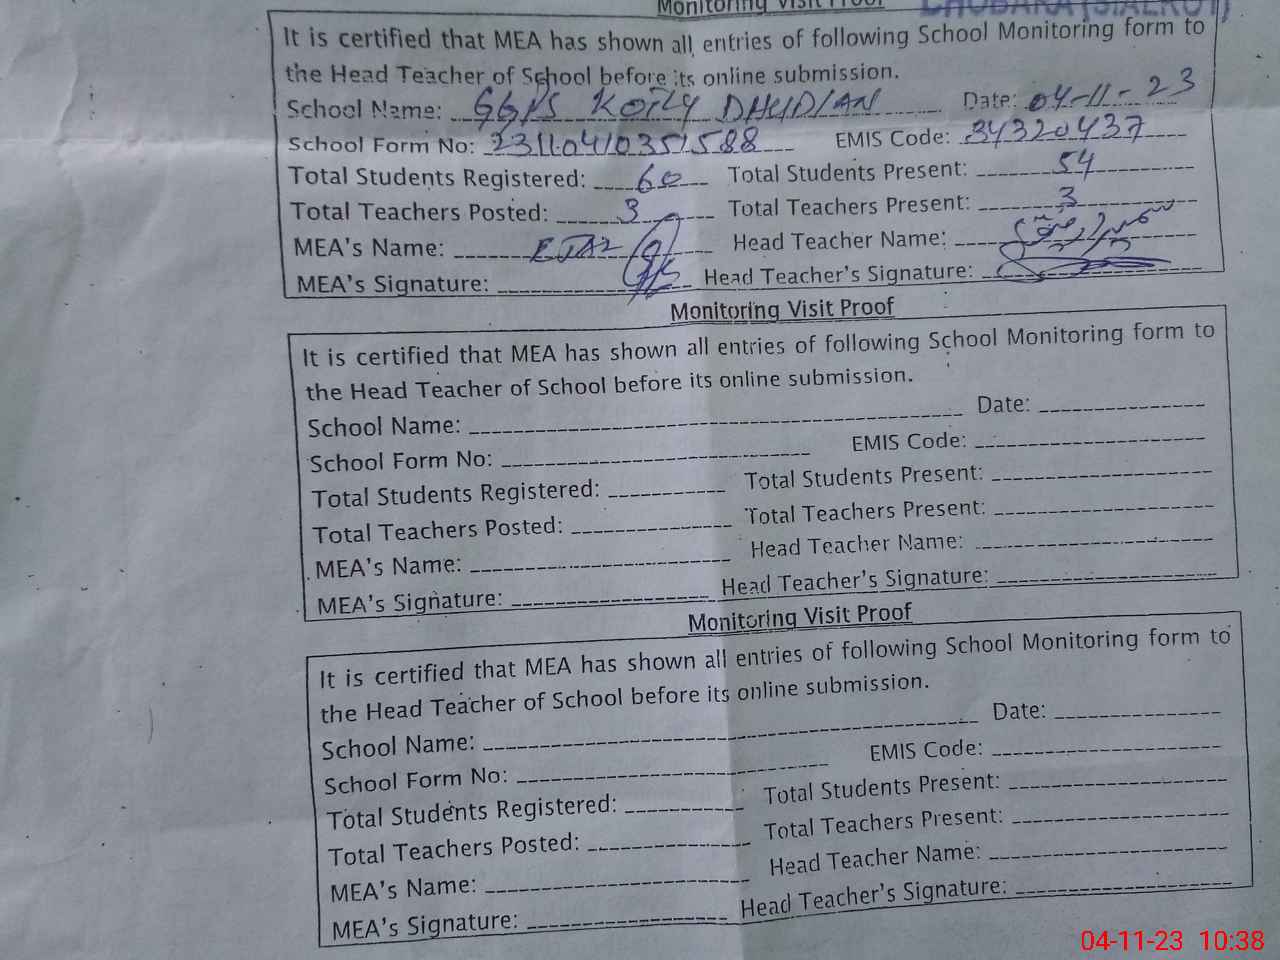 Monitoring Visit Proof
CHOBARA (SIALKOT)
It is certified that MEA has shown all entries of following School Monitoring form to
the Head Teacher of School before its online submission.
School Name: GGPS KOTLY DHUDIAN Date: 04-11-23
School Form No: 23110410351588 EMIS Code: 34320437
Total Students Registered: 60 Total Students Present: 54
Total Teachers Posted: 3 Total Teachers Present: 3
MEA's Name: EJAZ Head Teacher Name:
MEA's Signature: Head Teacher's Signature:
Monitoring Visit Proof
It is certified that MEA has shown all entries of following School Monitoring form to
the Head Teacher of School before its online submission.
School Name: Date:
School Form No: EMIS Code:
Total Students Registered: Total Students Present:
Total Teachers Posted: Total Teachers Present:
MEA's Name: Head Teacher Name:
MEA's Signature: Head Teacher's Signature:
Monitoring Visit Proof
It is certified that MEA has shown all entries of following School Monitoring form to
the Head Teacher of School before its online submission.
School Name: Date:
School Form No: EMIS Code:
Total Students Registered: Total Students Present:
Total Teachers Posted: Total Teachers Present:
MEA's Name: Head Teacher Name:
MEA's Signature: Head Teacher's Signature:
04-11-23 10:38